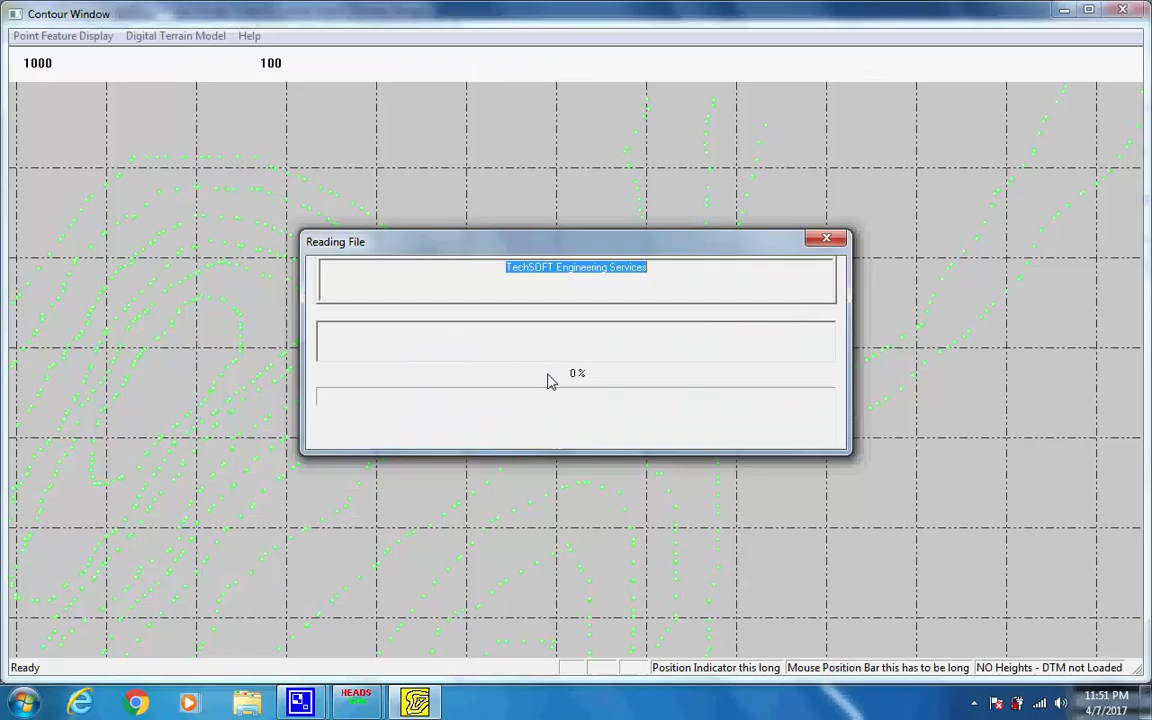 Contour Window
Point Feature Display Digital Terrain Model Help
1000 100
Reading File
TechSOFT Engineering Services
0 %
Ready Position Indicator this long Mouse Position Bar this has to be long NO Heights - DTM not Loaded
HEADS
11:51 PM
4/7/2017